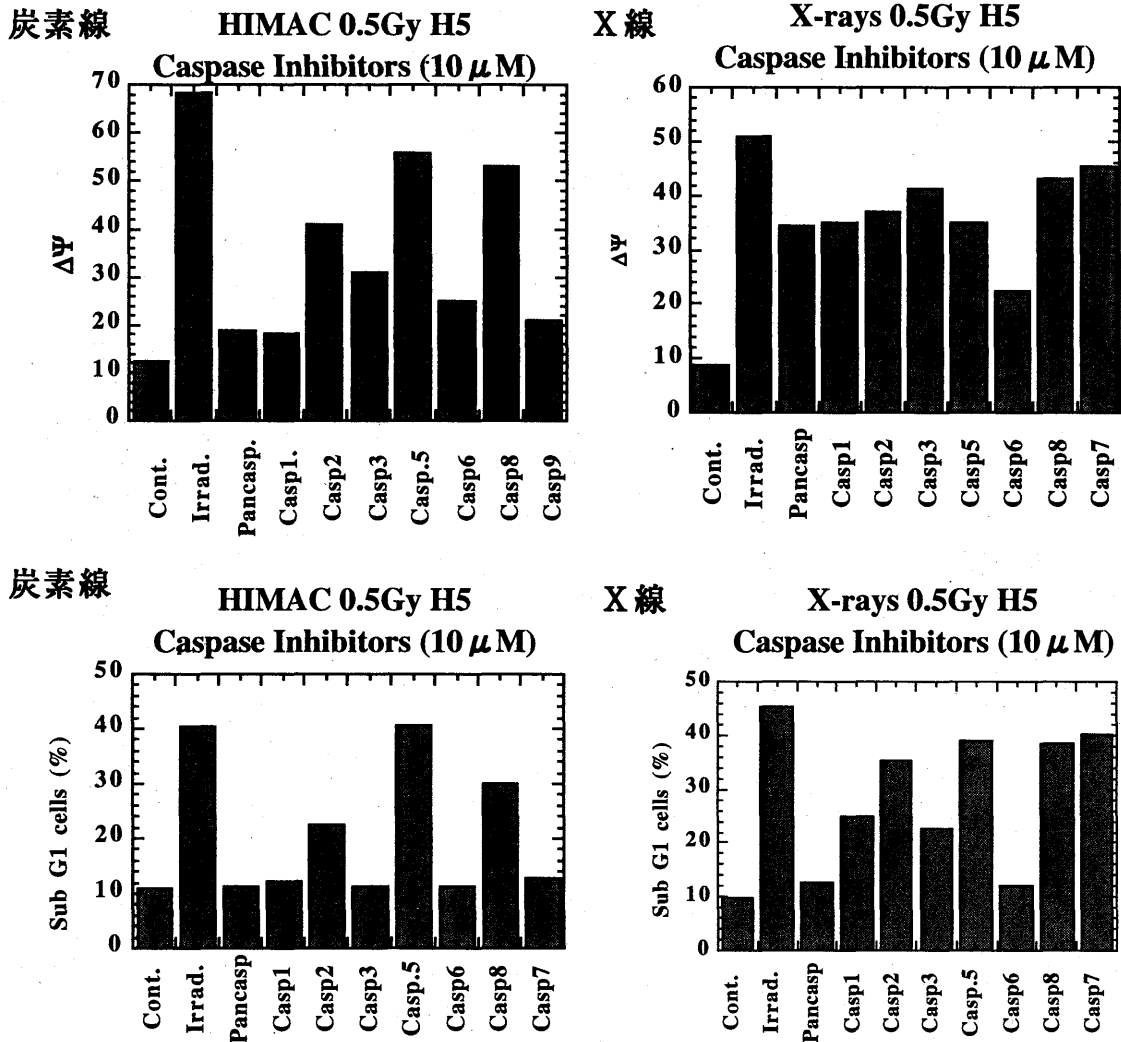 炭素線
HIMAC 0.5Gy H5
Caspase Inhibitors (10 μM)
70
60
50
40
30
20
10
0
ΔΨ
Cont.
Irrad.
Pancasp.
Casp1.
Casp2
Casp3
Casp.5
Casp6
Casp8
Casp9
X線
X-rays 0.5Gy H5
Caspase Inhibitors (10 μM)
60
50
40
30
20
10
0
ΔΨ
Cont.
Irrad.
Pancasp
Casp1
Casp2
Casp3
Casp5
Casp6
Casp8
Casp7
炭素線
HIMAC 0.5Gy H5
Caspase Inhibitors (10 μM)
50
40
30
20
10
0
Sub G1 cells (%)
Cont.
Irrad.
Pancasp
Casp1
Casp2
Casp3
Casp.5
Casp6
Casp8
Casp7
X線
X-rays 0.5Gy H5
Caspase Inhibitors (10 μM)
50
40
30
20
10
0
Sub G1 cells (%)
Cont.
Irrad.
Pancasp
Casp1
Casp2
Casp3
Casp.5
Casp6
Casp8
Casp7